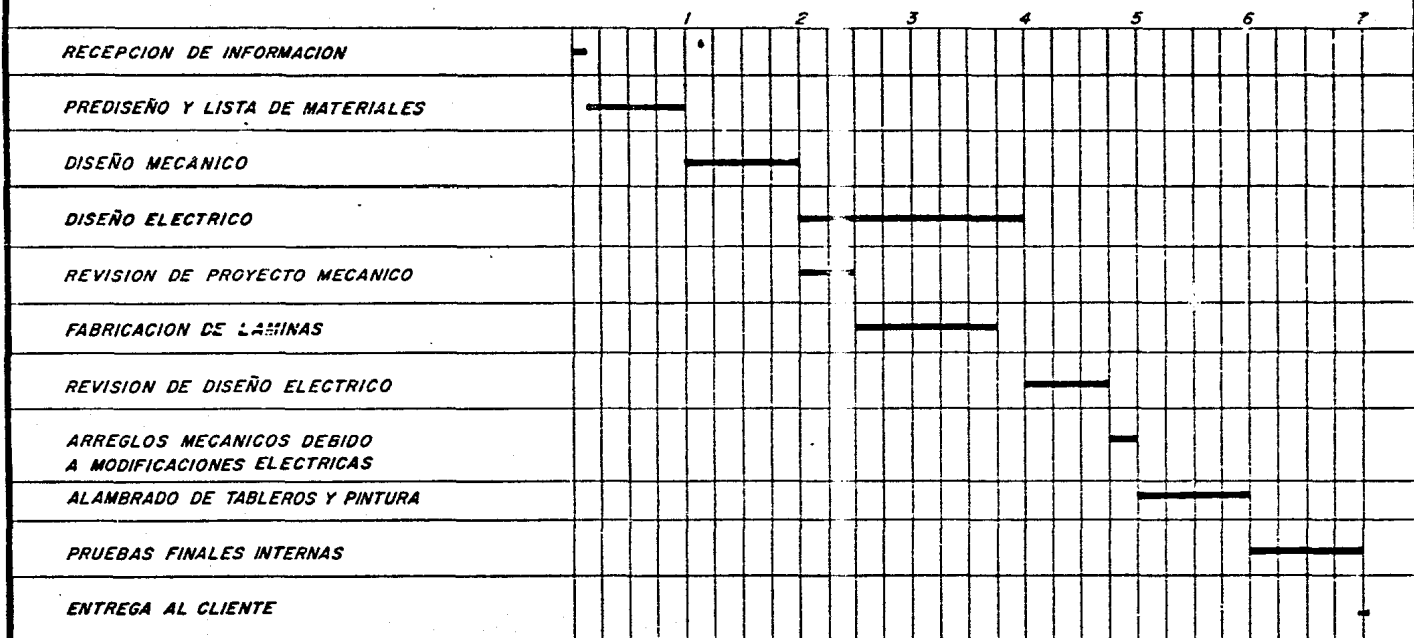 1 2 3 4 5 6 7
RECEPCION DE INFORMACION
PREDISEÑO Y LISTA DE MATERIALES
DISEÑO MECANICO
DISEÑO ELECTRICO
REVISION DE PROYECTO MECANICO
FABRICACION DE LAMINAS
REVISION DE DISEÑO ELECTRICO
ARREGLOS MECANICOS DEBIDO
A MODIFICACIONES ELECTRICAS
ALAMBRADO DE TABLEROS Y PINTURA
PRUEBAS FINALES INTERNAS
ENTREGA AL CLIENTE